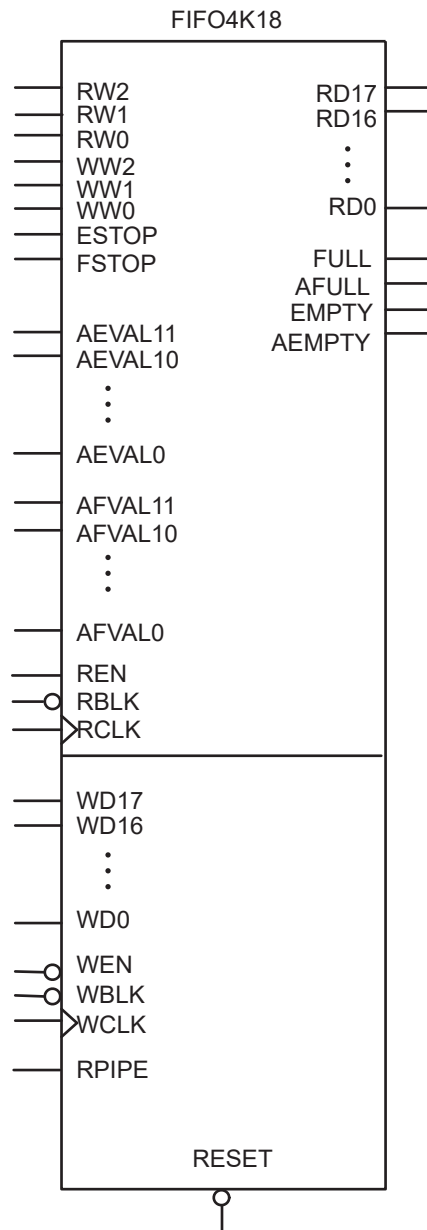 FIFO4K18
RW2
RW1
RW0
WW2
WW1
WW0
ESTOP
FSTOP
AEVAL11
AEVAL10
AEVAL0
AFVAL11
AFVAL10
AFVAL0
REN
RBLK
RCLK
RD17
RD16
RD0
FULL
AFULL
EMPTY
AEMPTY
WD17
WD16
WD0
WEN
WBLK
WCLK
RPIPE
RESET